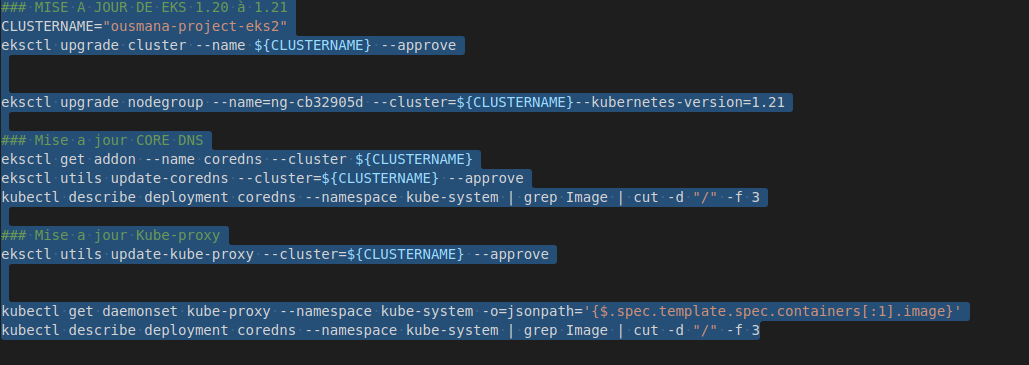 ### MISE A JOUR DE EKS 1.20 à 1.21
CLUSTERNAME="ousmana-project-eks2"
eksctl upgrade cluster --name ${CLUSTERNAME} --approve
eksctl upgrade nodegroup --name=ng-cb32905d --cluster=${CLUSTERNAME}--kubernetes-version=1.21
### Mise a jour CORE DNS
eksctl get addon --name coredns --cluster ${CLUSTERNAME}
eksctl utils update-coredns --cluster=${CLUSTERNAME} --approve
kubectl describe deployment coredns --namespace kube-system | grep Image | cut -d "/" -f 3
### Mise a jour Kube-proxy
eksctl utils update-kube-proxy --cluster=${CLUSTERNAME} --approve
kubectl get daemonset kube-proxy --namespace kube-system -o=jsonpath='{$.spec.template.spec.containers[:1].image}'
kubectl describe deployment coredns --namespace kube-system | grep Image | cut -d "/" -f 3